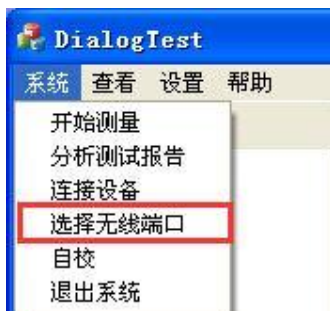 DialogTest
系统 查看 设置 帮助
开始测量
分析测试报告
连接设备
选择无线端口
自校
退出系统